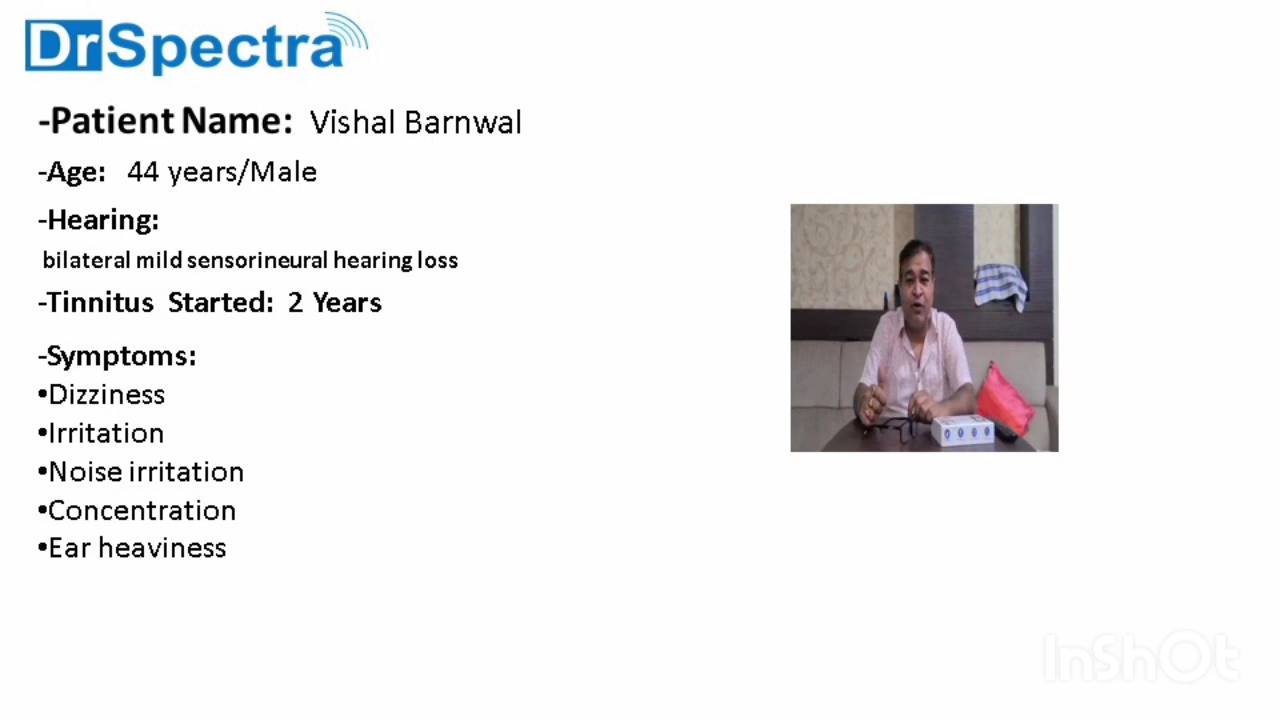 DrSpectra
-Patient Name: Vishal Barnwal
-Age: 44 years/Male
-Hearing:
bilateral mild sensorineural hearing loss
-Tinnitus Started: 2 Years
-Symptoms:
•Dizziness
•Irritation
•Noise irritation
•Concentration
•Ear heaviness
InShOt